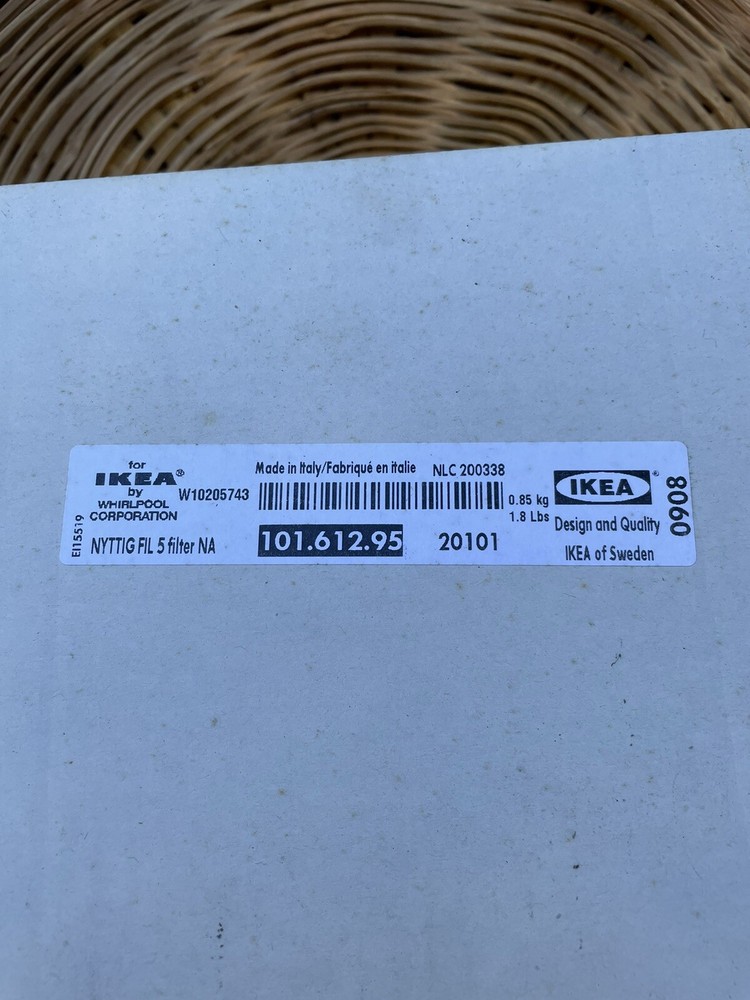 for
IKEA®
by
WHIRLPOOL
CORPORATION
W10205743
EI15519
NYTTIG FIL 5 filter NA
Made in Italy/Fabriqué en italie NLC 200338
0.85 kg
1.8 Lbs
101.612.95 20101
IKEA®
Design and Quality
IKEA of Sweden
0908